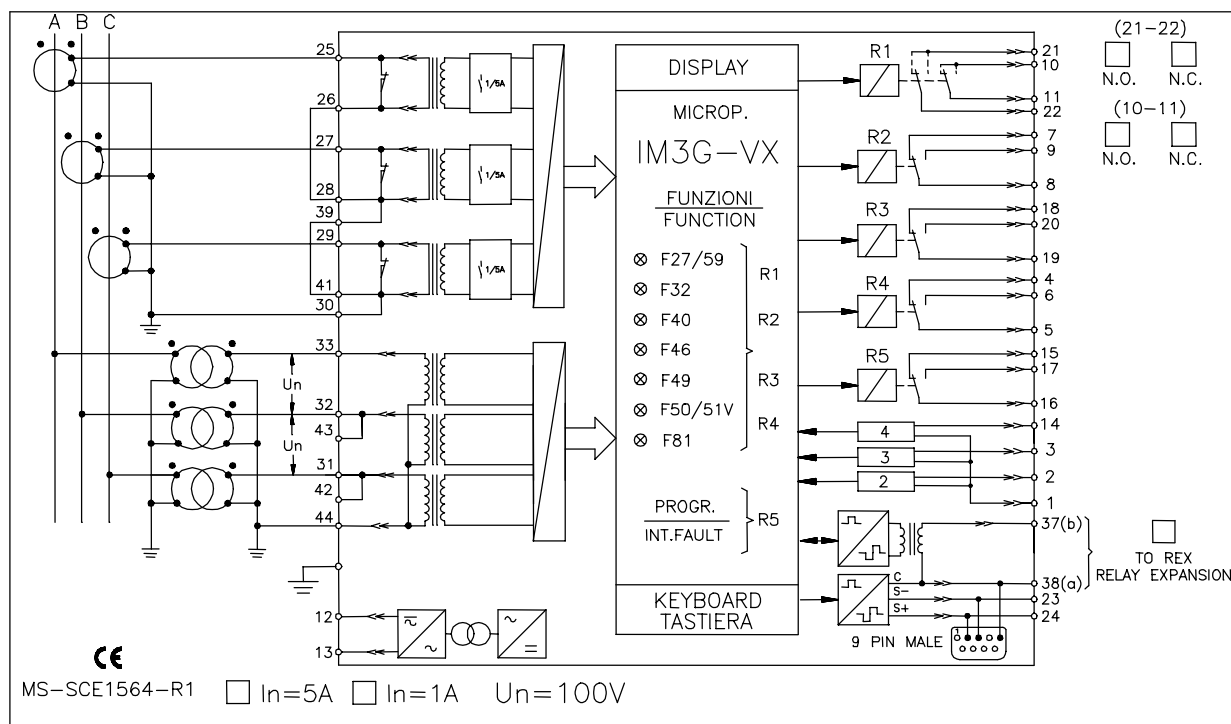 A B C
25
26
27
28
39
29
41
30
33
32
43
31
42
44
12
13
Un
Un
1/5A
1/5A
1/5A
DISPLAY
MICROP.
IM3G-VX
FUNZIONI
FUNCTION
F27/59
F32
F40
F46
F49
F50/51V
F81
R1
R2
R3
R4
PROGR.
INT.FAULT
R5
KEYBOARD
TASTIERA
R1
R2
R3
R4
R5
4
3
2
C
S-
S+
9 PIN MALE
21
10
11
22
7
9
8
18
20
19
4
6
5
15
17
16
14
3
2
1
37(b)
38(a)
23
24
(21-22)
N.O. N.C.
(10-11)
N.O. N.C.
TO REX
RELAY EXPANSION
CE
MS-SCE1564-R1 In=5A In=1A Un=100V